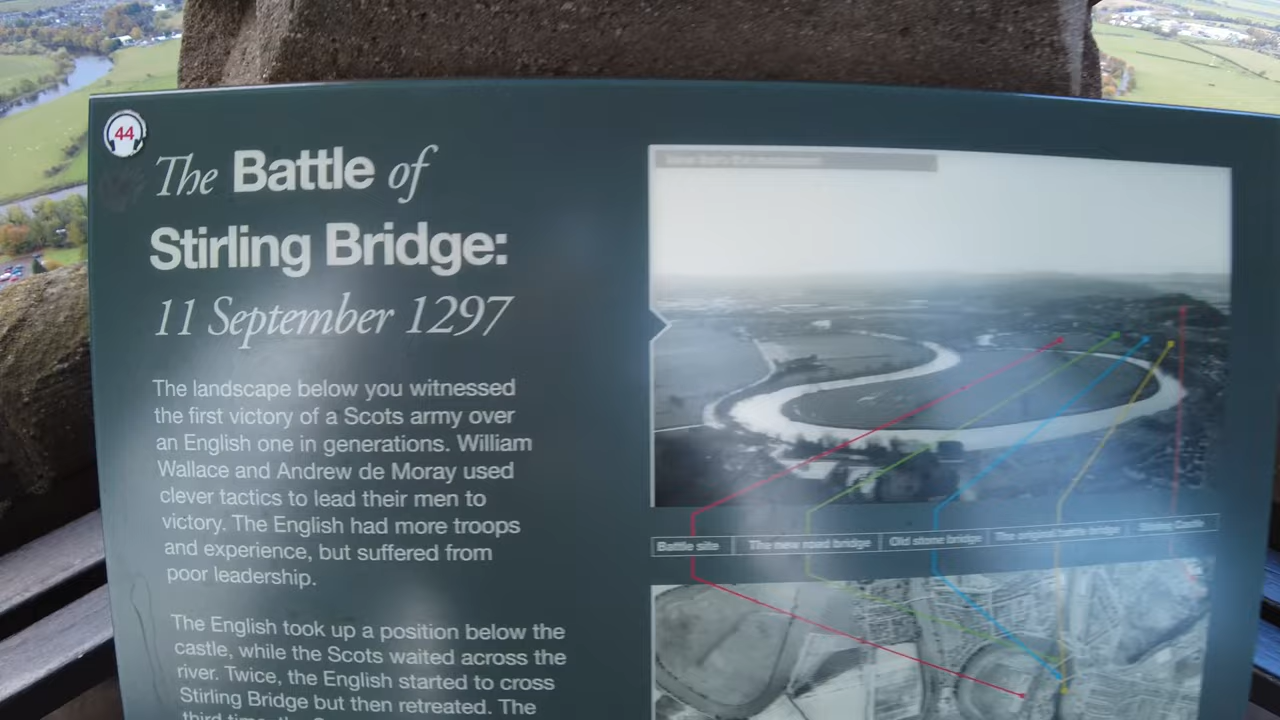 44
The Battle of
Stirling Bridge:
11 September 1297
The landscape below you witnessed
the first victory of a Scots army over
an English one in generations. William
Wallace and Andrew de Moray used
clever tactics to lead their men to
victory. The English had more troops
and experience, but suffered from
poor leadership.
The English took up a position below the
castle, while the Scots waited across the
river. Twice, the English started to cross
Stirling Bridge but then retreated. The
third time, the
Battle site
The new road bridge
Old stone bridge
The original battle bridge
Stirling Castle